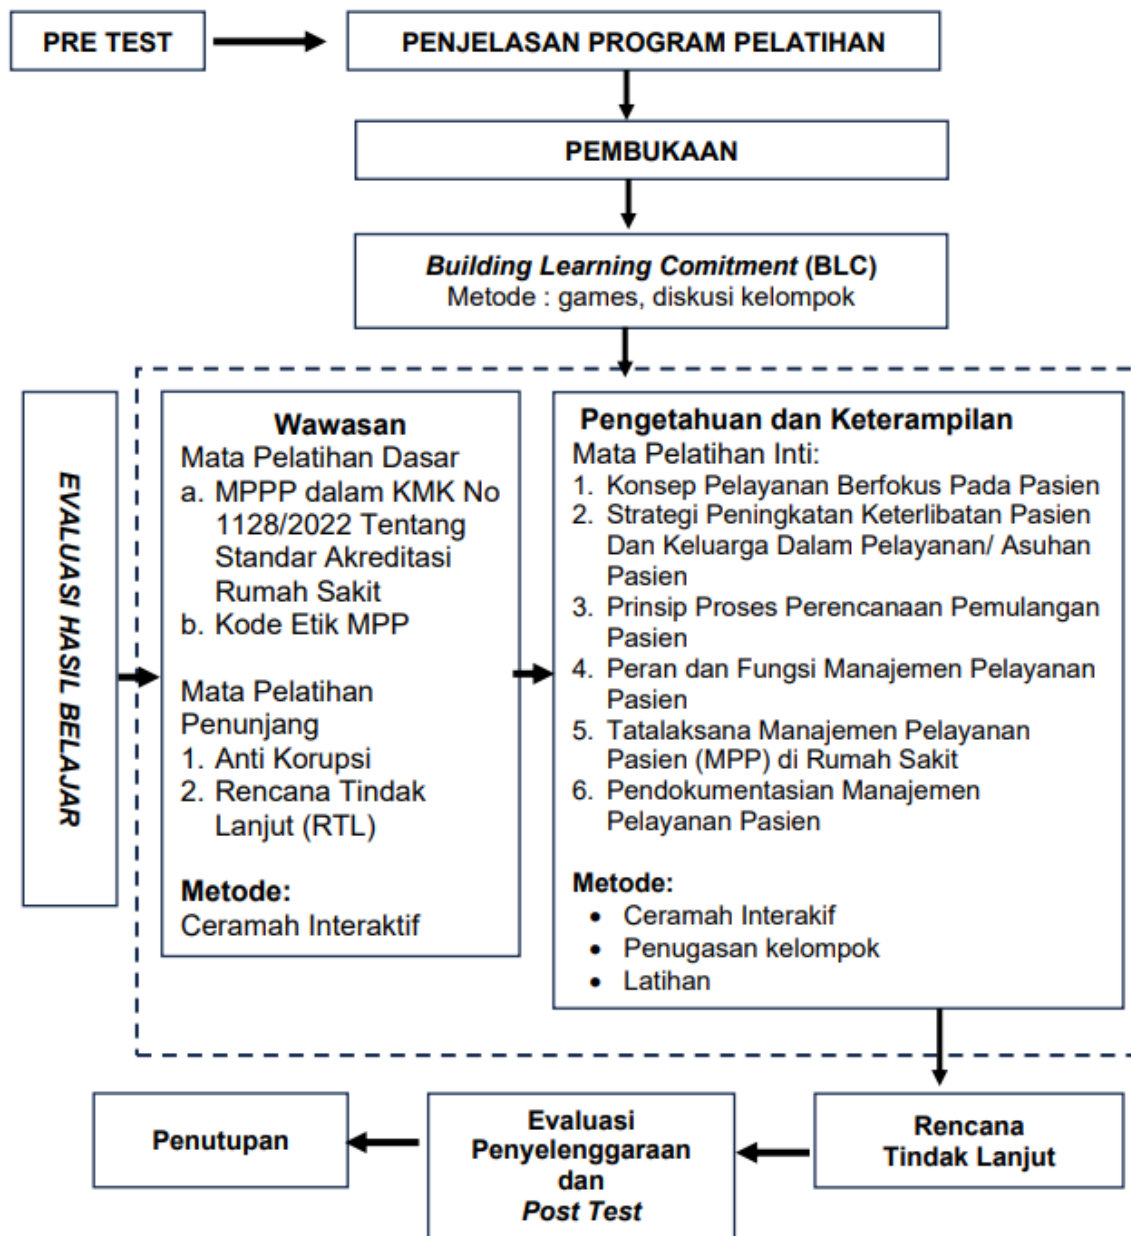 PRE TEST
PENJELASAN PROGRAM PELATIHAN
PEMBUKAAN
Building Learning Comitment (BLC)
Metode : games, diskusi kelompok
EVALUASI HASIL BELAJAR
Wawasan
Mata Pelatihan Dasar
a. MPPP dalam KMK No
1128/2022 Tentang
Standar Akreditasi
Rumah Sakit
b. Kode Etik MPP
Mata Pelatihan
Penunjang
1. Anti Korupsi
2. Rencana Tindak
Lanjut (RTL)
Metode:
Ceramah Interaktif
Pengetahuan dan Keterampilan
Mata Pelatihan Inti:
1. Konsep Pelayanan Berfokus Pada Pasien
2. Strategi Peningkatan Keterlibatan Pasien
Dan Keluarga Dalam Pelayanan/ Asuhan
Pasien
3. Prinsip Proses Perencanaan Pemulangan
Pasien
4. Peran dan Fungsi Manajemen Pelayanan
Pasien
5. Tatalaksana Manajemen Pelayanan
Pasien (MPP) di Rumah Sakit
6. Pendokumentasian Manajemen
Pelayanan Pasien
Metode:
• Ceramah Interakif
• Penugasan kelompok
• Latihan
Rencana
Tindak Lanjut
Evaluasi
Penyelenggaraan
dan
Post Test
Penutupan